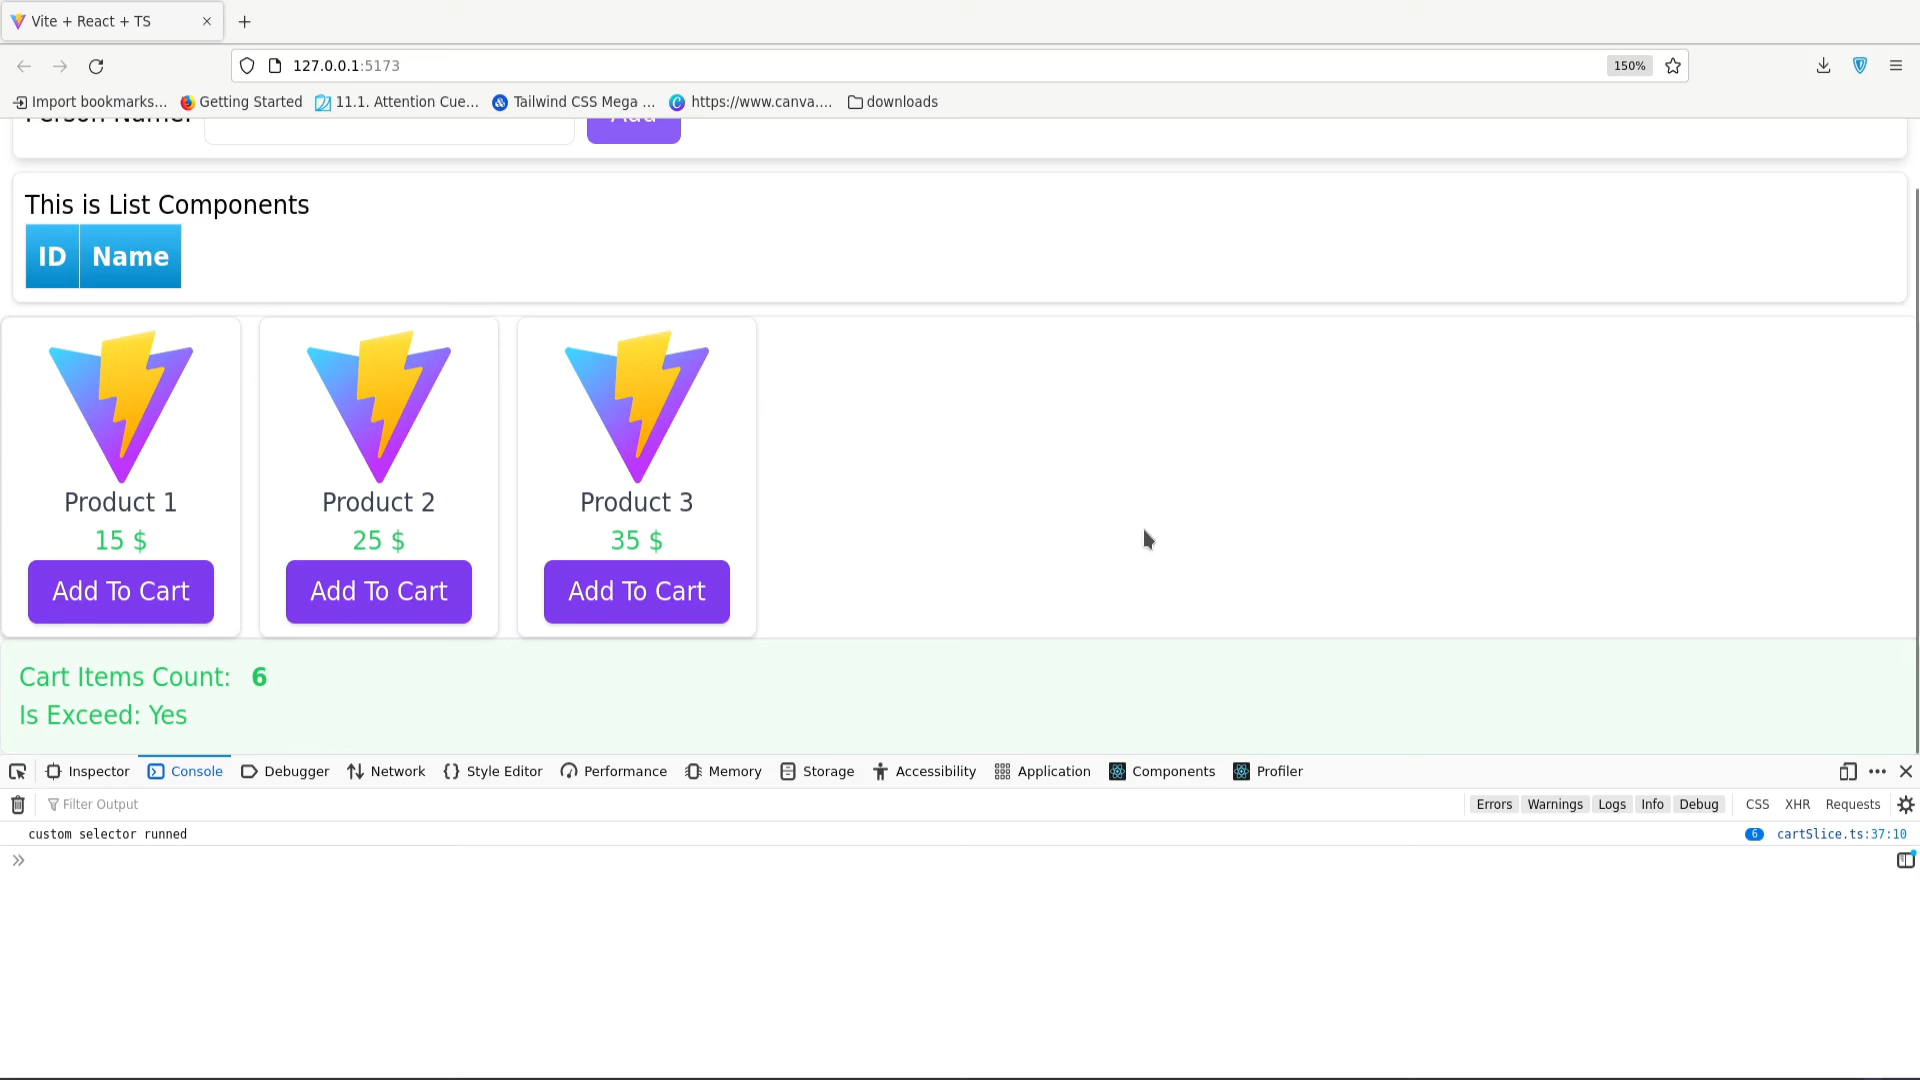 Vite + React + TS
127.0.0.1:5173
150%
Import bookmarks...
Getting Started
11.1. Attention Cue...
Tailwind CSS Mega ...
https://www.canva....
downloads
Person Name:
Add
This is List Components
ID Name
Product 1
15 $
Add To Cart
Product 2
25 $
Add To Cart
Product 3
35 $
Add To Cart
Cart Items Count: 6
Is Exceed: Yes
Inspector Console Debugger Network Style Editor Performance Memory Storage Accessibility Application Components Profiler
Filter Output Errors Warnings Logs Info Debug CSS XHR Requests
custom selector runned 6 cartSlice.ts:37:10